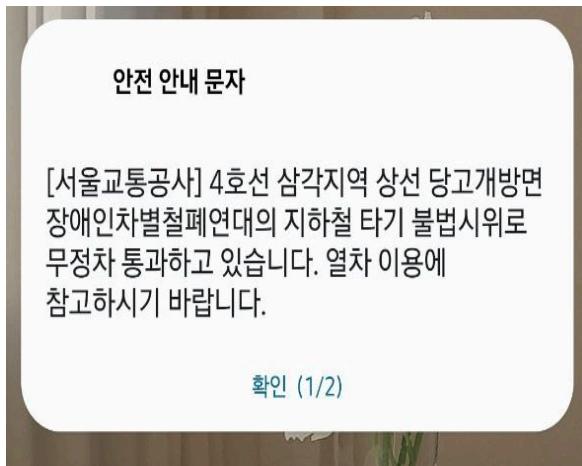 안전 안내 문자
[서울교통공사] 4호선 삼각지역 상선 당고개방면
장애인차별철폐연대의 지하철 타기 불법시위로
무정차 통과하고 있습니다. 열차 이용에
참고하시기 바랍니다.
확인 (1/2)